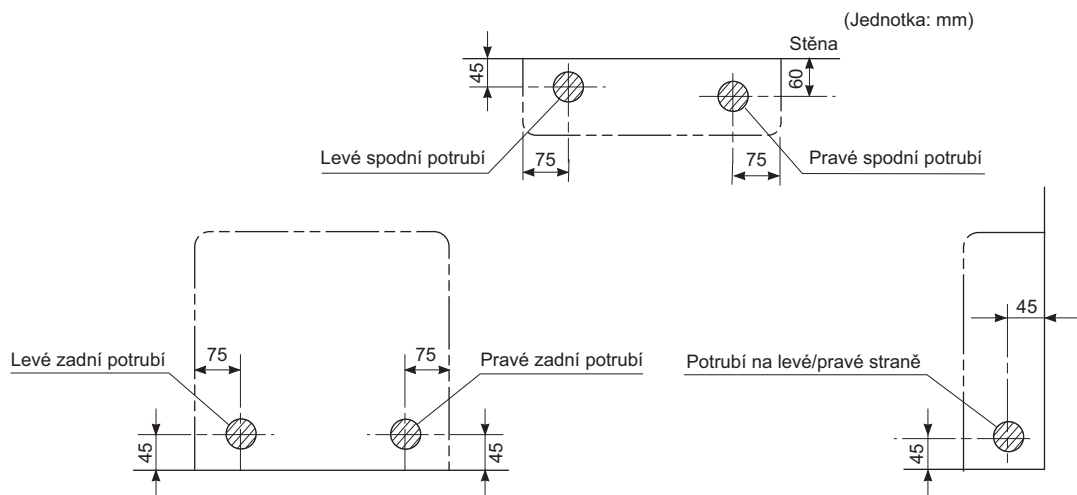 (Jednotka: mm)
Stěna
45
60
Levé spodní potrubí
75
75
Pravé spodní potrubí
45
Levé zadní potrubí
75
75
Pravé zadní potrubí
Potrubí na levé/pravé straně
45
45
45